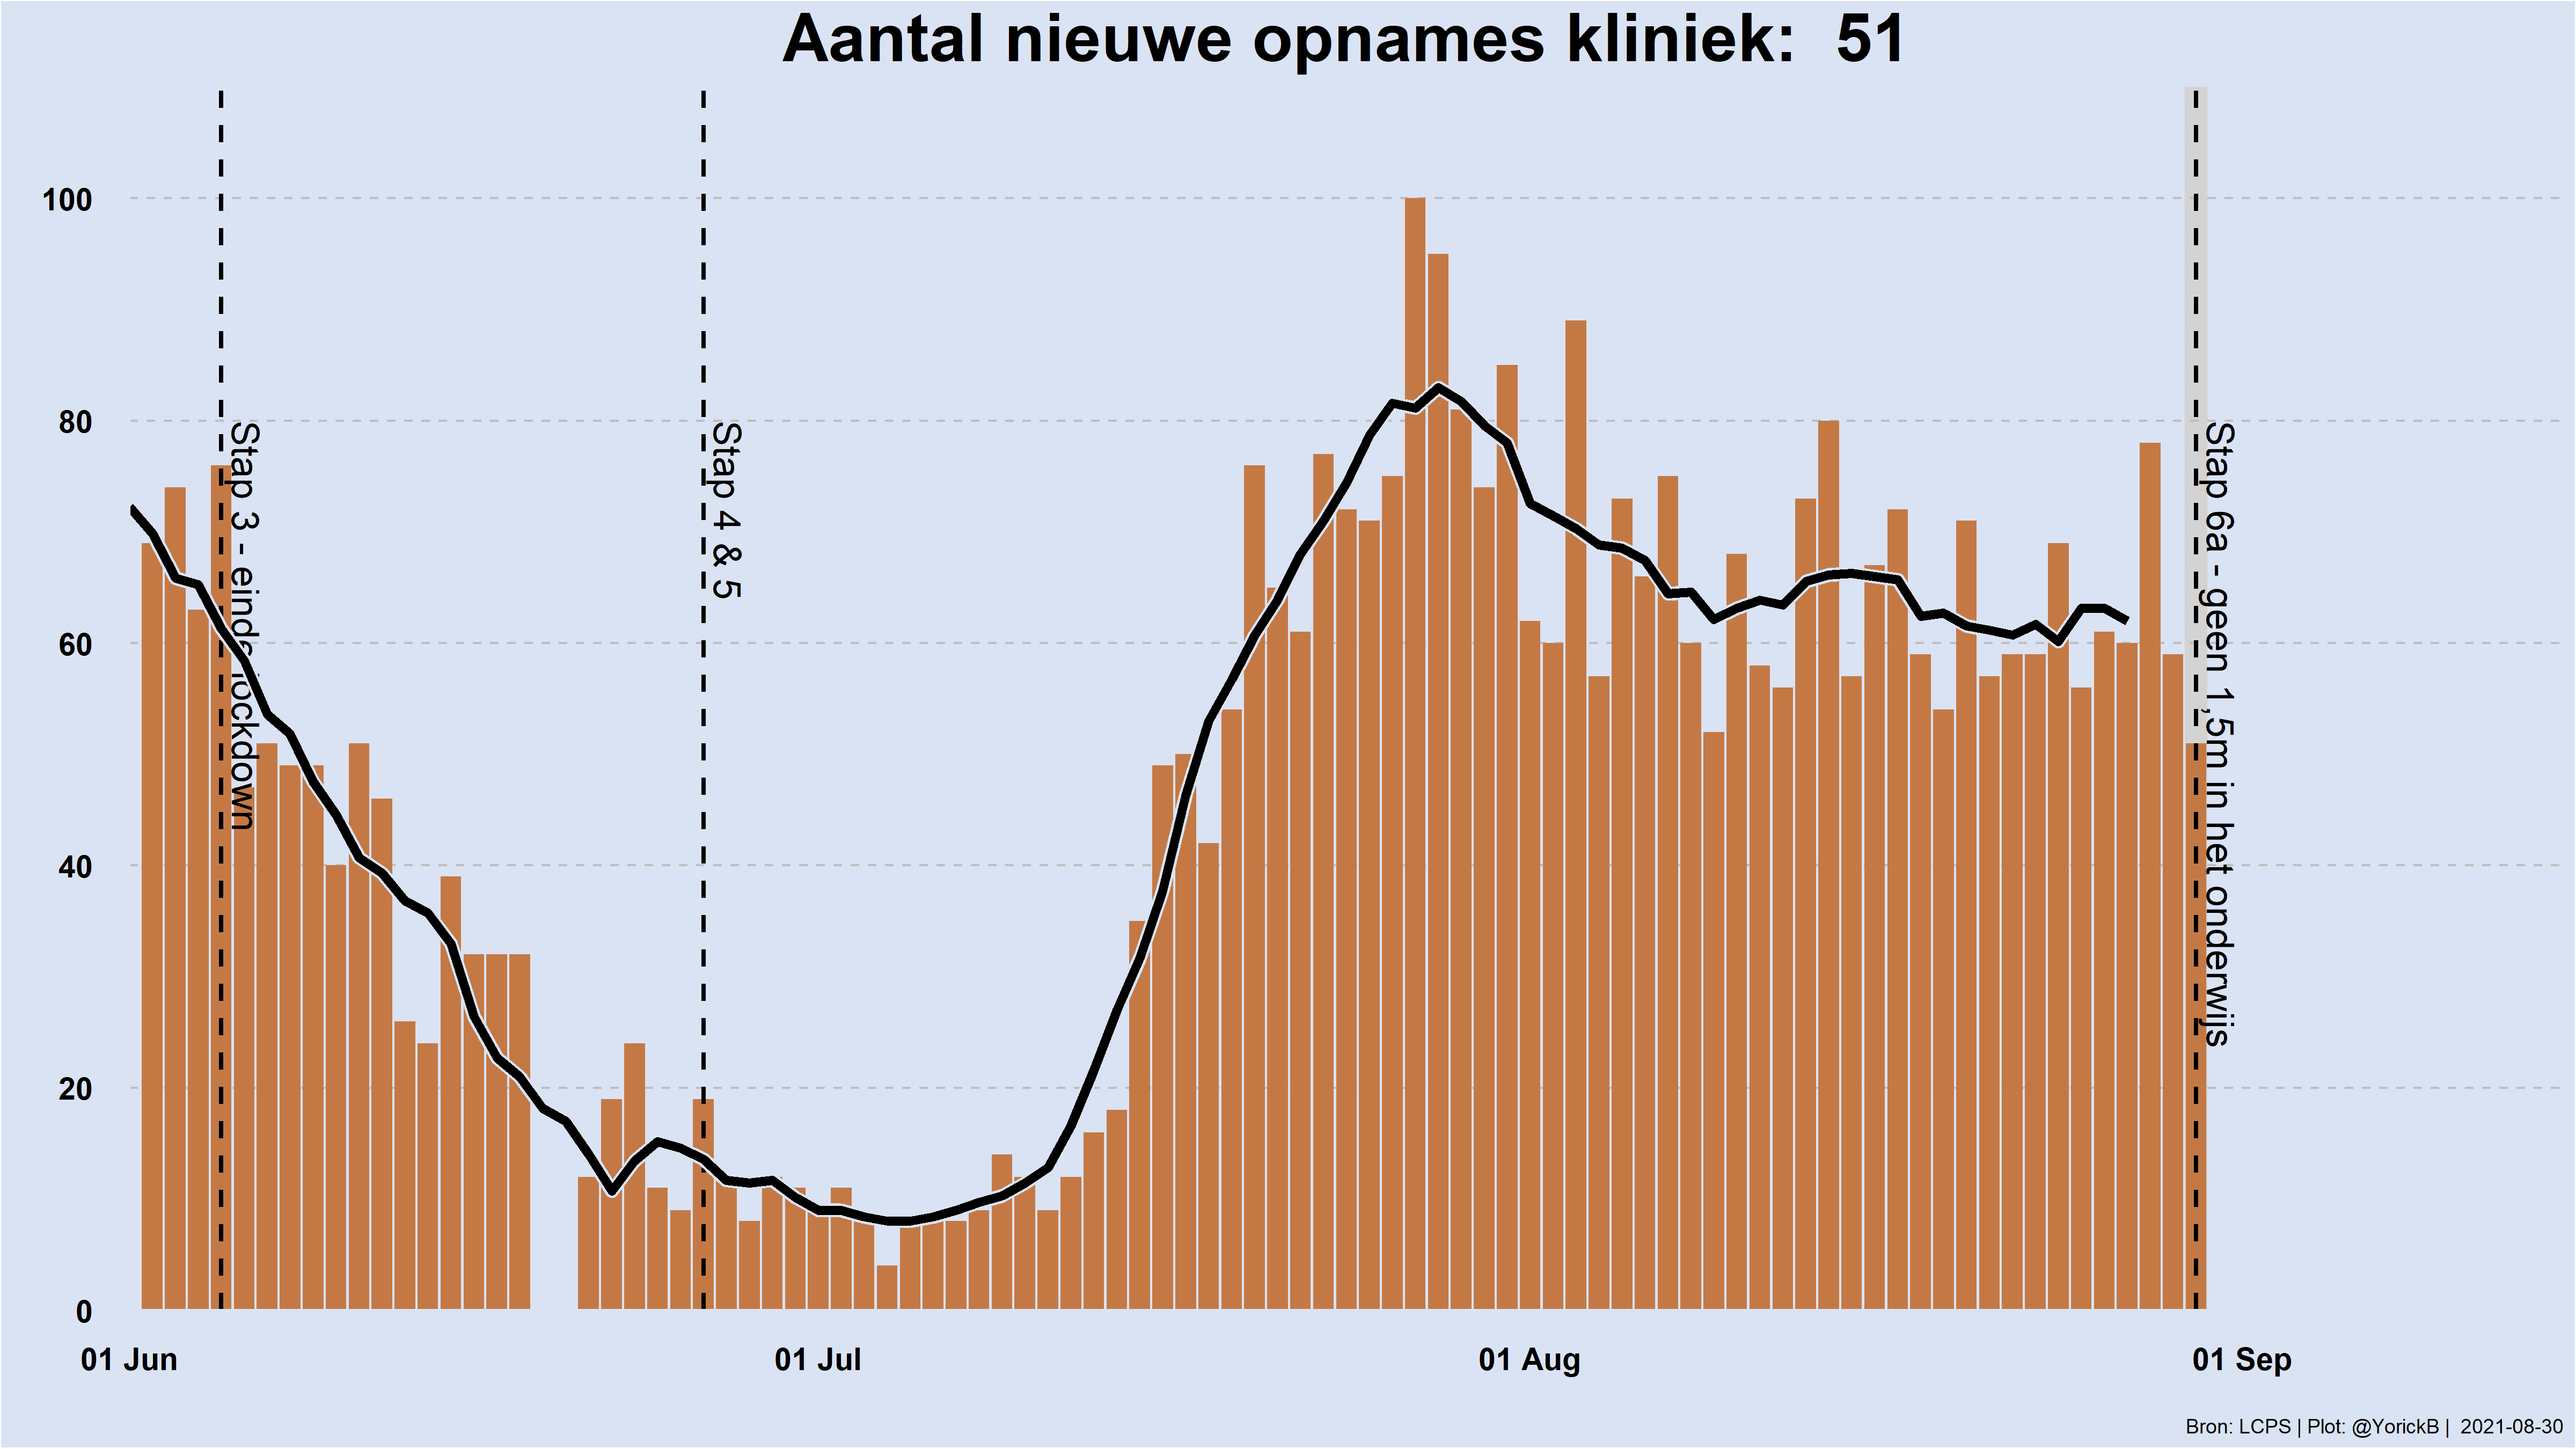 Aantal nieuwe opnames kliniek: 51
100
80
60
40
20
0
Stap 3 - einde lockdown
Stap 4 & 5
Stap 6a - geen 1,5m in het onderwijs
01 Jun
01 Jul
01 Aug
01 Sep
Bron: LCPS | Plot: @YorickB | 2021-08-30